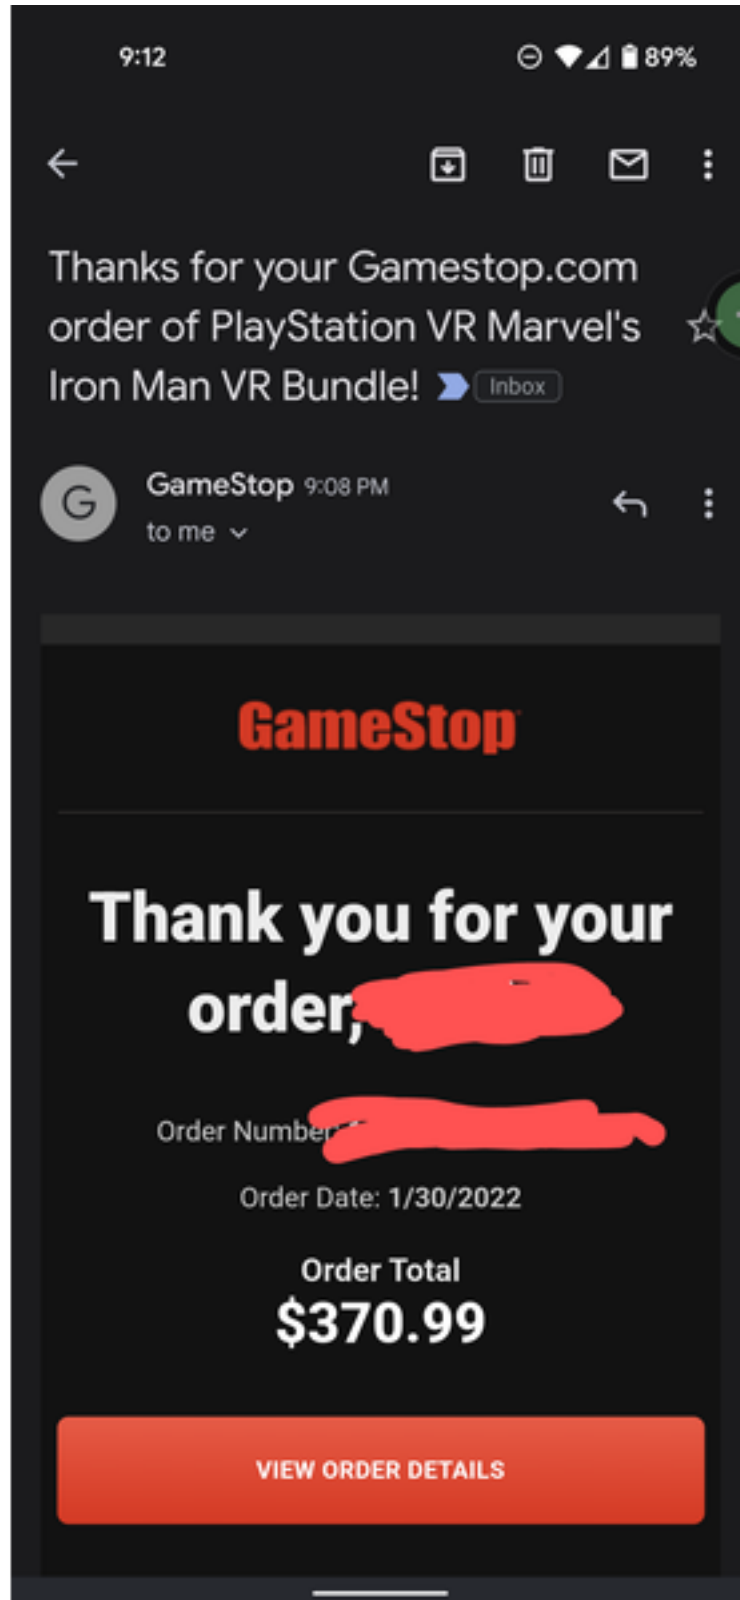 9:12
89%
Thanks for your Gamestop.com
order of PlayStation VR Marvel's
Iron Man VR Bundle! Inbox
G
GameStop 9:08 PM
to me
GameStop
Thank you for your
order,
Order Number:
Order Date: 1/30/2022
Order Total
$370.99
VIEW ORDER DETAILS